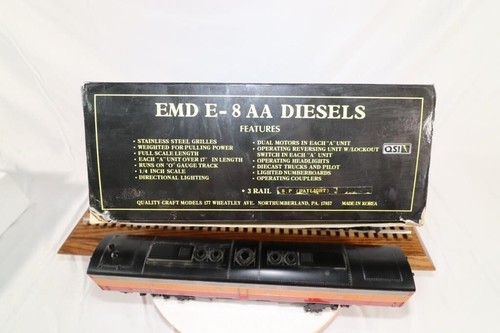 EMD E-8 AA DIESELS
FEATURES
• STAINLESS STEEL GRILLES
• WEIGHTED FOR PULLING POWER
• FULL SCALE LENGTH
• EACH "A" UNIT OVER 17" IN LENGTH
• RUNS ON "O" GAUGE TRACK
• 1/4 INCH SCALE
• DIRECTIONAL LIGHTING
• DUAL MOTORS IN EACH "A" UNIT
• OPERATING REVERSING UNIT W/LOCKOUT
SWITCH IN EACH "A" UNIT
• OPERATING HEADLIGHTS
• DIECAST TRUCKS AND PILOT
• LIGHTED NUMBERBOARDS
• OPERATING COUPLERS
QSI
• 3 RAIL S P (DAYLIGHT)
QUALITY CRAFT MODELS 177 WHEATLEY AVE. NORTHUMBERLAND, PA. 17857
MADE IN KOREA